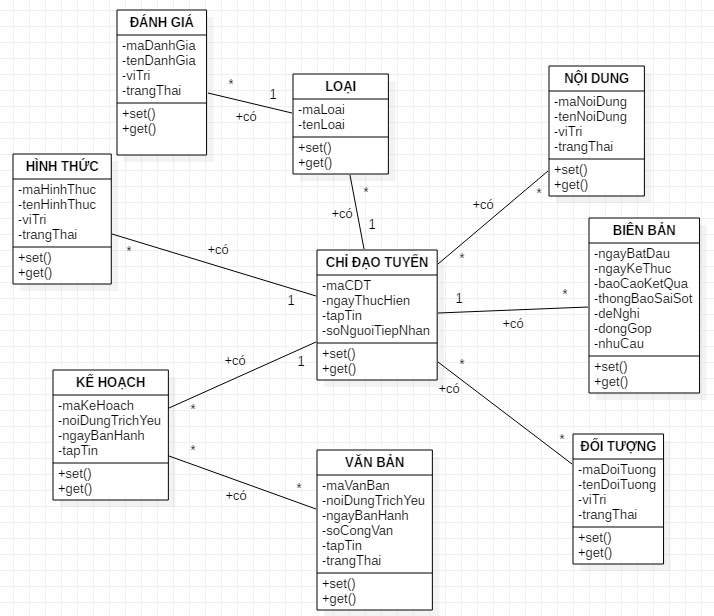 ĐÁNH GIÁ
-maDanhGia
-tenDanhGia
-viTri
-trangThai
+set()
+get()
*
1
+có
LOẠI
-maLoai
-tenLoai
+set()
+get()
*
+có
1
NỘI DUNG
-maNoiDung
-tenNoiDung
-viTri
-trangThai
+set()
+get()
*
+có
*
HÌNH THỨC
-maHinhThuc
-tenHinhThuc
-viTri
-trangThai
+set()
+get()
*
+có
1
CHỈ ĐẠO TUYẾN
-maCDT
-ngayThucHien
-tapTin
-soNguoiTiepNhan
+set()
+get()
1
*
+có
BIÊN BẢN
-ngayBatDau
-ngayKeThuc
-baoCaoKetQua
-thongBaoSaiSot
-deNghi
-dongGop
-nhuCau
+set()
+get()
+có
1
*
*
+có
*
KẾ HOẠCH
-maKeHoach
-noiDungTrichYeu
-ngayBanHanh
-tapTin
+set()
+get()
*
+có
*
VĂN BẢN
-maVanBan
-noiDungTrichYeu
-ngayBanHanh
-soCongVan
-tapTin
-trangThai
+set()
+get()
ĐỐI TƯỢNG
-maDoiTuong
-tenDoiTuong
-viTri
-trangThai
+set()
+get()